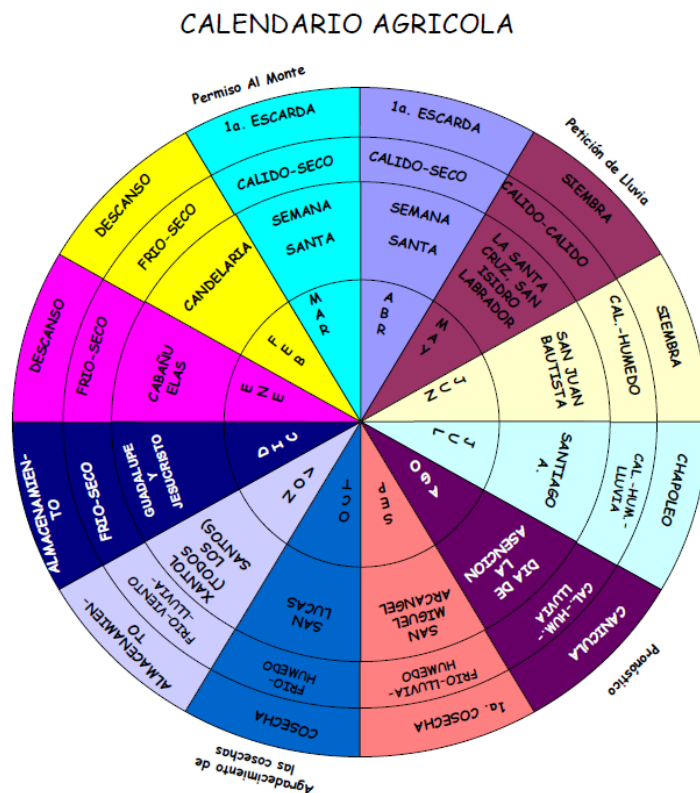 CALENDARIO AGRICOLA
Permiso Al Monte
Petición de Lluvia
Pronóstico
Agradecimiento de
las cosechas
DESCANSO
FRIO-SECO
CABAÑU
ELAS
ENE
DESCANSO
FRIO-SECO
CANDELARIA
FEB
1a. ESCARDA
CALIDO-SECO
SEMANA
SANTA
MAR
1a. ESCARDA
CALIDO-SECO
SEMANA
SANTA
ABR
SIEMBRA
CALIDO-CALIDO
LA SANTA
CRUZ, SAN
ISIDRO
LABRADOR
MAY
SIEMBRA
CAL.-HUMEDO
SAN JUAN
BAUTISTA
JUN
CHAPOLEO
CAL.-HUM.-
LLUVIA
SANTIAGO
A.
JUL
CANICULA
CAL-HUM.-
LLUVIA
DIA DE
LA
ASENCION
AGO
1a. COSECHA
FRIO-LLUVIA-
HUMEDO
SAN
MIGUEL
ARCANGEL
SEP
COSECHA
FRIO-
HUMEDO
SAN
LUCAS
OCT
ALMACENAMIEN-
TO
FRIO-VIENTO
-LLUVIA-
XANTOL
(TODOS
LOS
SANTOS)
NOV
ALMACENAMIEN-
TO
FRIO-SECO
GUADALUPE
Y
JESUCRISTO
DIC